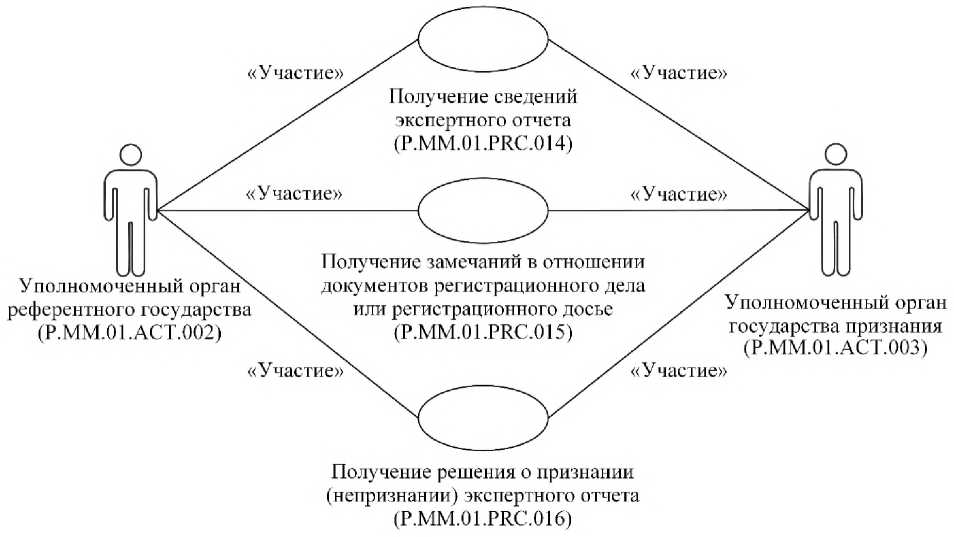 «Участие»
«Участие»
Получение сведений
экспертного отчета
(P.MM.01.PRC.014)
«Участие»
«Участие»
Получение замечаний в отношении
документов регистрационного дела
или регистрационного досье
(P.MM.01.PRC.015)
Уполномоченный орган
референтного государства
(P.MM.01.ACT.002)
Уполномоченный орган
государства признания
(P.MM.01.ACT.003)
«Участие»
«Участие»
Получение решения о признании
(непризнании) экспертного отчета
(P.MM.01.PRC.016)